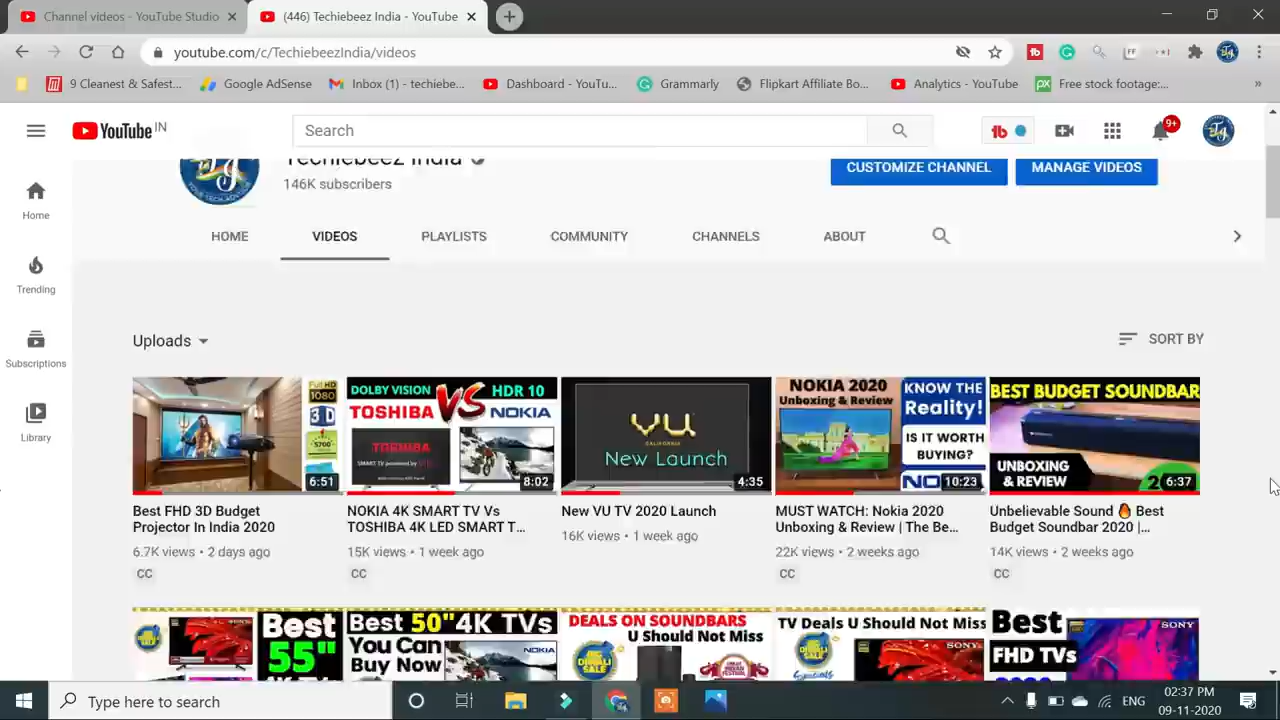 Channel videos - YouTube Studio
(446) Techiebeez India - YouTube
youtube.com/c/TechiebeezIndia/videos
9 Cleanest & Safest...
Google AdSense
Inbox (1) - techiebe...
Dashboard - YouTu...
Grammarly
Flipkart Affiliate Bo...
Analytics - YouTube
Free stock footage:...
»
YouTube IN
Search
9+
Techiebeez India
146K subscribers
CUSTOMIZE CHANNEL
MANAGE VIDEOS
HOME
VIDEOS
PLAYLISTS
COMMUNITY
CHANNELS
ABOUT
Home
Trending
Subscriptions
Library
Uploads
SORT BY
Full HD
1080
3D
5700
6:51
DOLBY VISION
VS
HDR 10
TOSHIBA
NOKIA
TOSHIBA
8:02
VU
CALIFORNIA
New Launch
4:35
NOKIA 2020
Unboxing & Review
KNOW THE
Reality!
IS IT WORTH
BUYING?
10:23
BEST BUDGET SOUNDBAR
UNBOXING
& REVIEW
6:37
Best FHD 3D Budget
Projector In India 2020
6.7K views • 2 days ago
CC
NOKIA 4K SMART TV Vs
TOSHIBA 4K LED SMART T...
15K views • 1 week ago
CC
New VU TV 2020 Launch
16K views • 1 week ago
MUST WATCH: Nokia 2020
Unboxing & Review | The Be...
22K views • 2 weeks ago
CC
Unbelievable Sound 🔥 Best
Budget Soundbar 2020 |...
14K views • 2 weeks ago
CC
Best
55"
Best 50"4K TVs
You Can
Buy Now
NOKIA
DEALS ON SOUNDBARS
U Should Not Miss
TV Deals U Should Not Miss
Best
FHD TVs
SONY
Type here to search
ENG
02:37 PM
09-11-2020